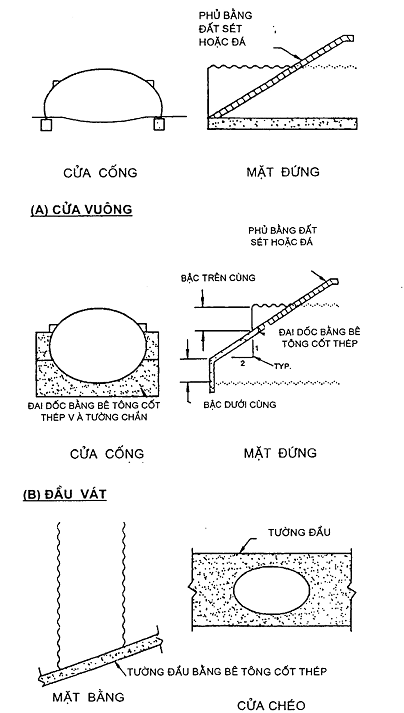 PHỦ BẰNG
ĐẤT SÉT
HOẶC ĐÁ
CỬA CỐNG
MẶT ĐỨNG
(A) CỬA VUÔNG
PHỦ BẰNG ĐẤT
SÉT HOẶC ĐÁ
BẬC TRÊN CÙNG
ĐAI DỐC BẰNG BÊ
TÔNG CỐT THÉP
1
2
TYP.
BẬC DƯỚI CÙNG
ĐAI DỐC BẰNG BÊ TÔNG CỐT
THÉP V À TƯỜNG CHẮN
CỬA CỐNG
MẶT ĐỨNG
(B) ĐẦU VÁT
TƯỜNG ĐẦU
TƯỜNG ĐẦU BẰNG BÊ TÔNG CỐT THÉP
MẶT BẰNG
CỬA CHÉO